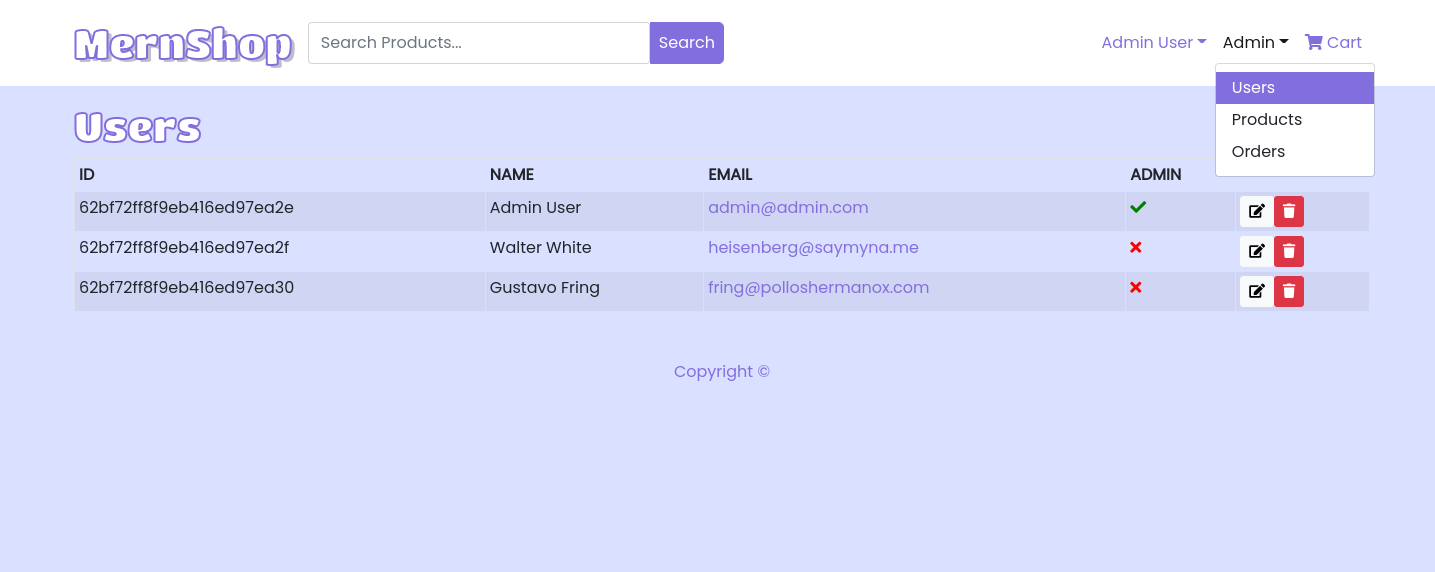 MernShop
Search Products...
Search
Admin User
Admin
Cart
Users
Products
Orders
Users
ID NAME EMAIL ADMIN
62bf72ff8f9eb416ed97ea2e Admin User admin@admin.com
62bf72ff8f9eb416ed97ea2f Walter White heisenberg@saymyna.me
62bf72ff8f9eb416ed97ea30 Gustavo Fring fring@polloshermanox.com
Copyright ©